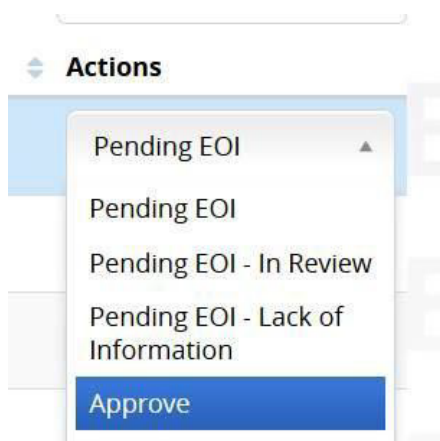 Actions
Pending EOI
Pending EOI
Pending EOI - In Review
Pending EOI - Lack of
Information
Approve